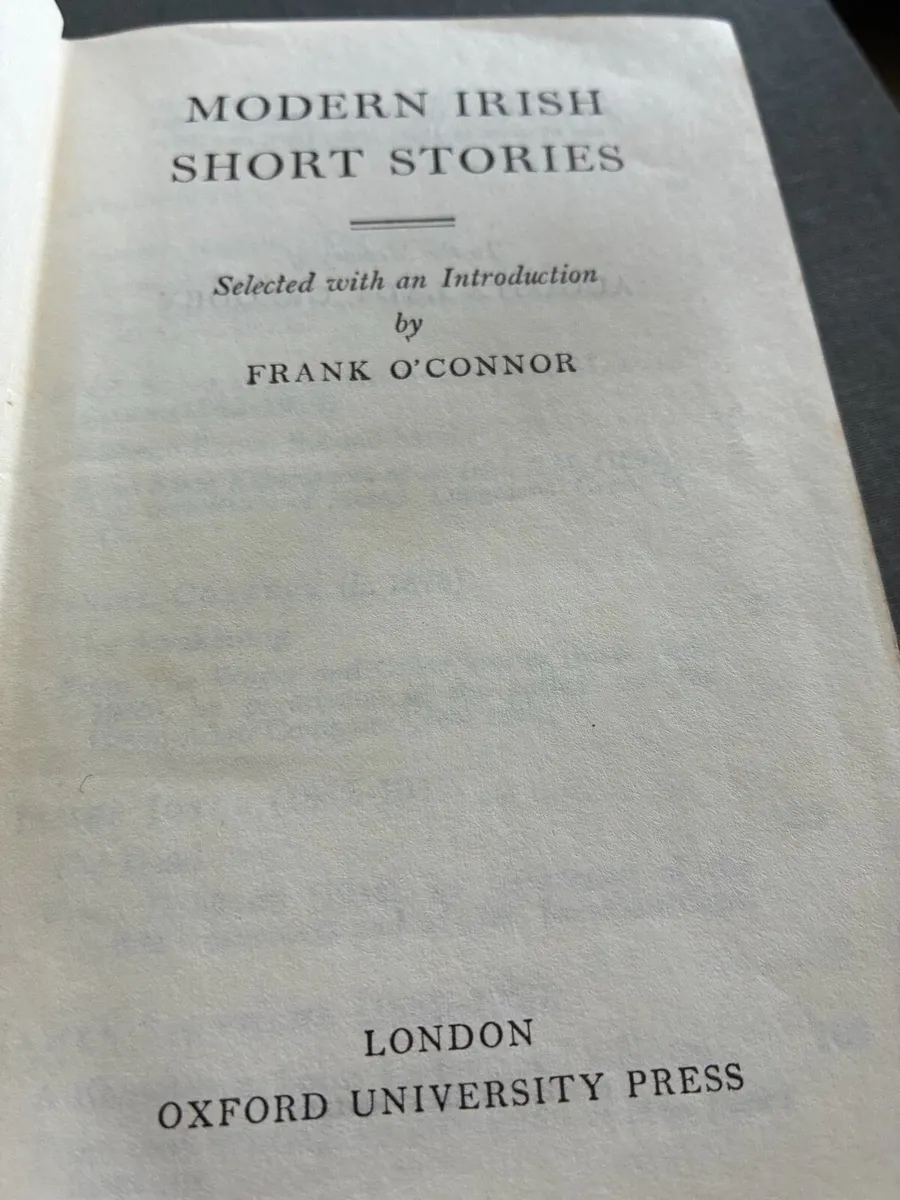 MODERN IRISH
SHORT STORIES
Selected with an Introduction
by
FRANK O'CONNOR
LONDON
OXFORD UNIVERSITY PRESS